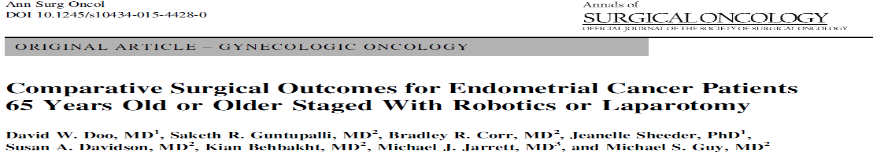 Ann Surg Oncol
DOI 10.1245/s10434-015-4428-0
Annals of
SURGICAL ONCOLOGY
OFFICIAL JOURNAL OF THE SOCIETY OF SURGICAL ONCOLOGY
ORIGINAL ARTICLE – GYNECOLOGIC ONCOLOGY
Comparative Surgical Outcomes for Endometrial Cancer Patients
65 Years Old or Older Staged With Robotics or Laparotomy
David W. Doo, MD¹, Saketh R. Guntupalli, MD², Bradley R. Corr, MD², Jeanelle Sheeder, PhD¹,
Susan A. Davidson, MD², Kian Behbakht, MD², Michael J. Jarrett, MD³, and Michael S. Guy, MD²